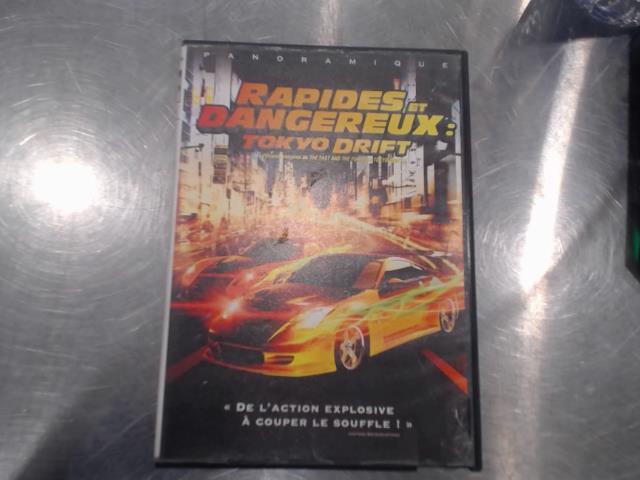 PANORAMIQUE
RAPIDES ET
DANGEREUX :
TOKYO DRIFT
« DE L'ACTION EXPLOSIVE
À COUPER LE SOUFFLE ! »